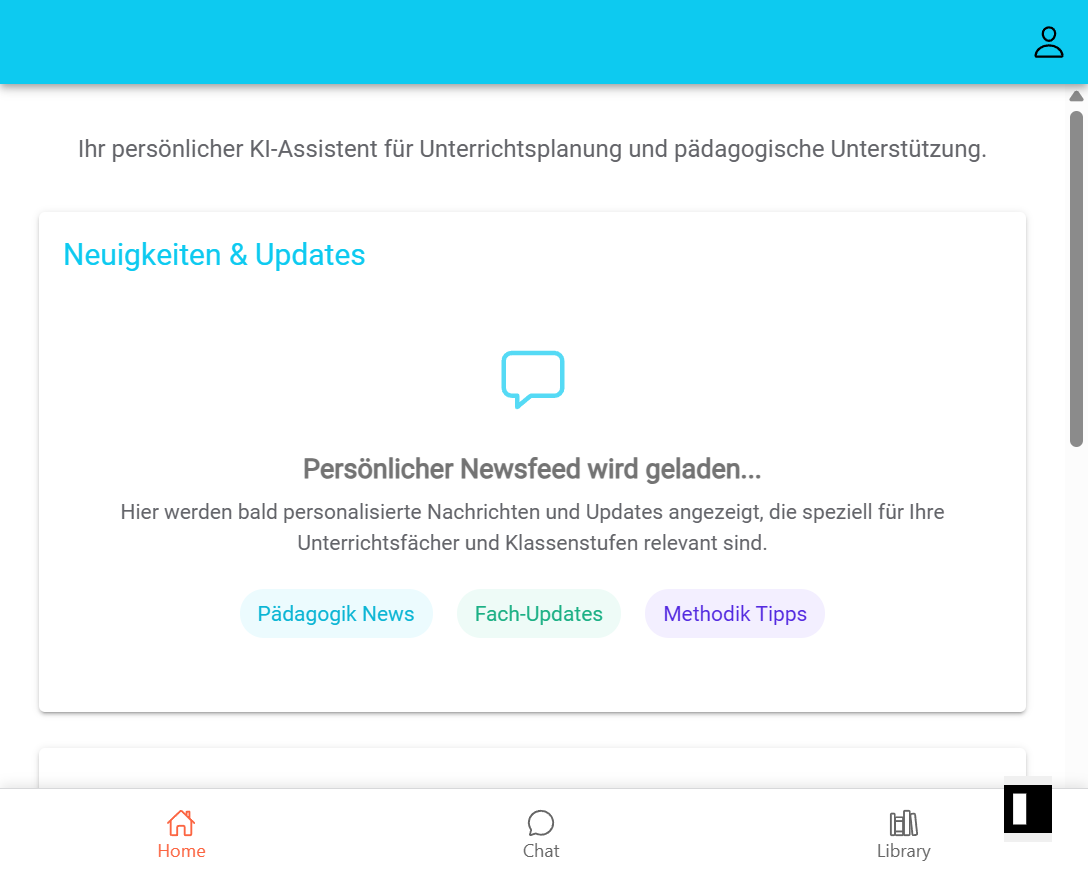 Ihr persönlicher KI-Assistent für Unterrichtsplanung und pädagogische Unterstützung.
Neuigkeiten & Updates
Persönlicher Newsfeed wird geladen...
Hier werden bald personalisierte Nachrichten und Updates angezeigt, die speziell für Ihre
Unterrichtsfächer und Klassenstufen relevant sind.
Pädagogik News
Fach-Updates
Methodik Tipps
Home
Chat
Library